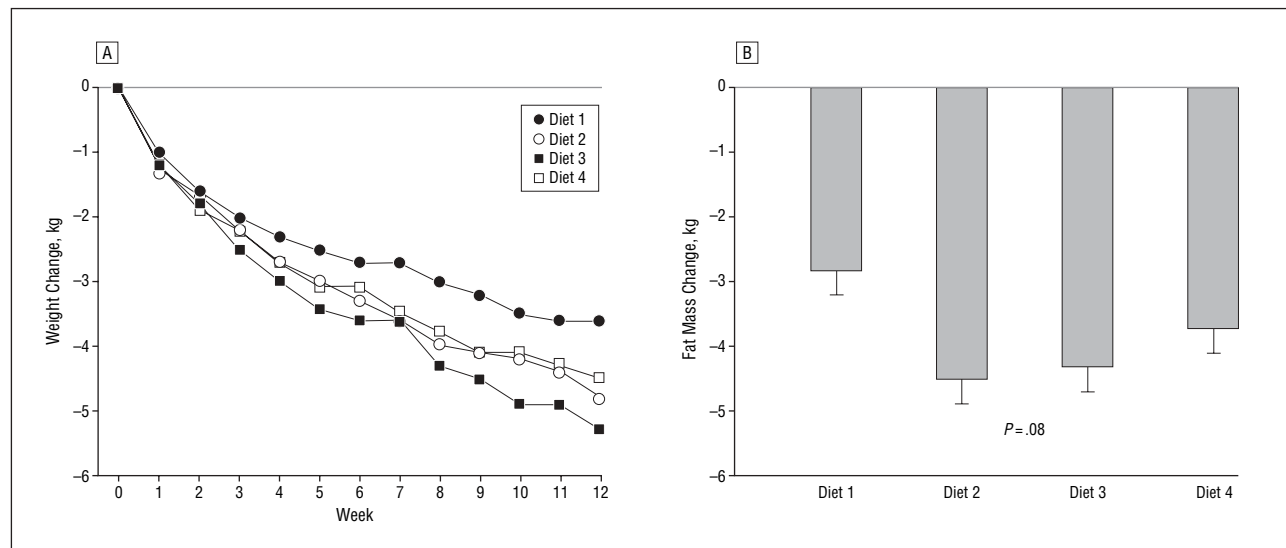 A
0
–1
–2
–3
–4
–5
–6
Weight Change, kg
Diet 1
Diet 2
Diet 3
Diet 4
0 1 2 3 4 5 6 7 8 9 10 11 12
Week
B
0
–1
–2
–3
–4
–5
–6
Fat Mass Change, kg
P = .08
Diet 1 Diet 2 Diet 3 Diet 4